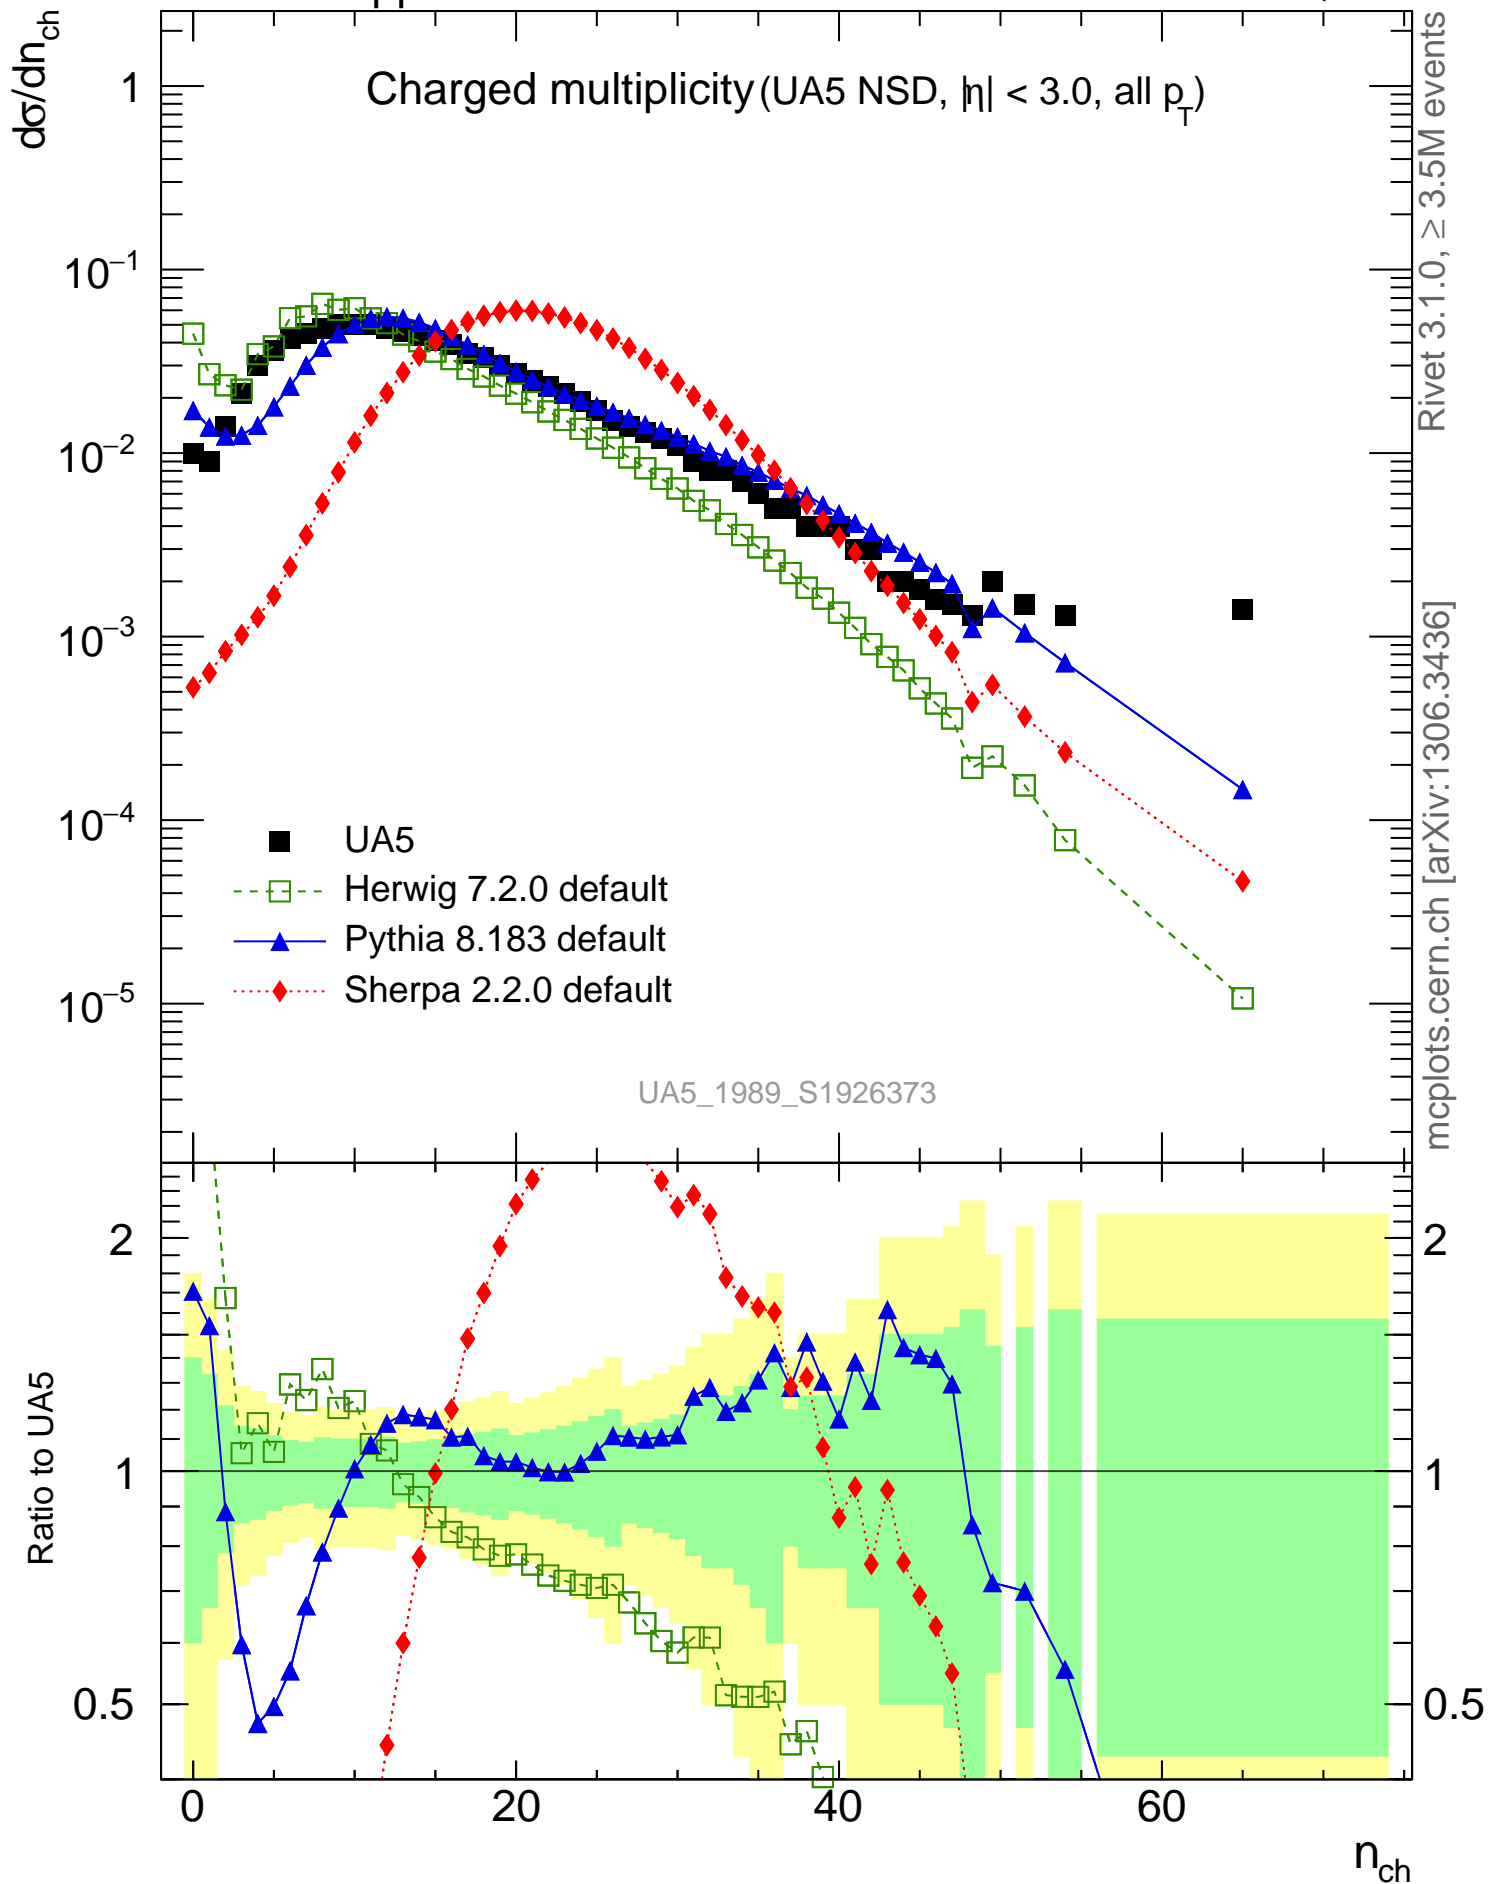 pp
dσ/dn_ch
Charged multiplicity (UA5 NSD, |η| < 3.0, all p_T)
1
10^−1
10^−2
10^−3
10^−4
10^−5
UA5
Herwig 7.2.0 default
Pythia 8.183 default
Sherpa 2.2.0 default
UA5_1989_S1926373
Rivet 3.1.0, ≥ 3.5M events
mcplots.cern.ch [arXiv:1306.3436]
Ratio to UA5
2
1
0.5
2
1
0.5
0 20 40 60
n_ch